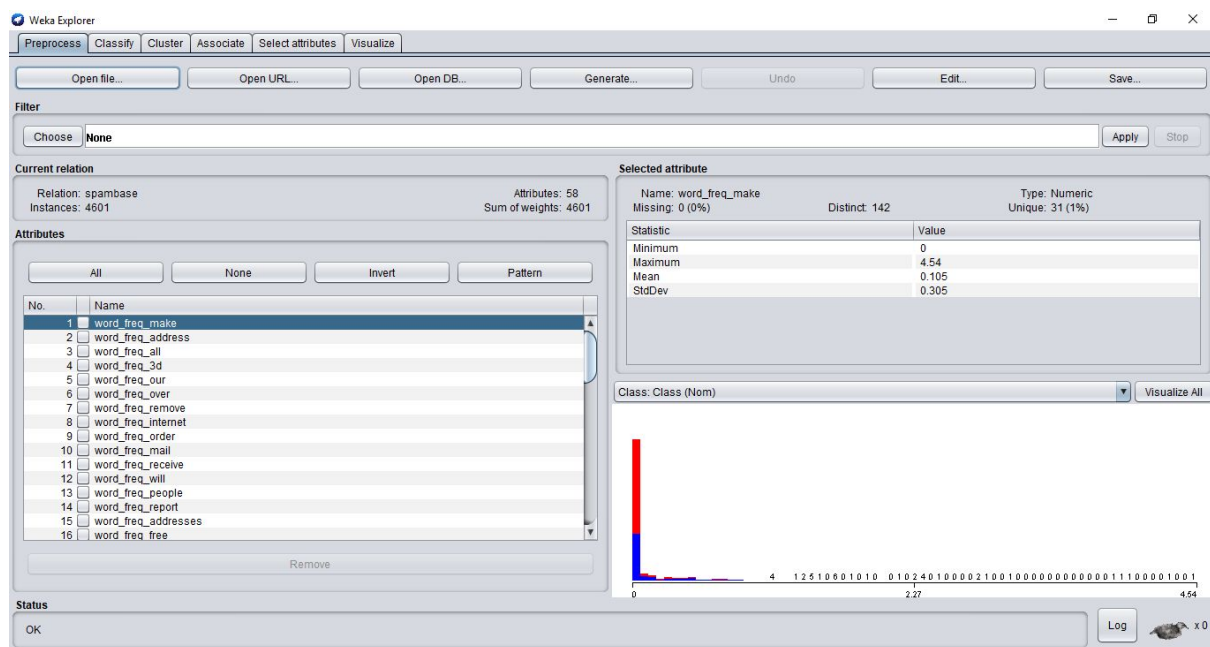 Weka Explorer
Preprocess Classify Cluster Associate Select attributes Visualize
Open file... Open URL... Open DB... Generate... Undo Edit... Save...
Filter
Choose None Apply Stop
Current relation
Relation: spambase Attributes: 58
Instances: 4601 Sum of weights: 4601
Attributes
All None Invert Pattern
No. Name
1 word_freq_make
2 word_freq_address
3 word_freq_all
4 word_freq_3d
5 word_freq_our
6 word_freq_over
7 word_freq_remove
8 word_freq_internet
9 word_freq_order
10 word_freq_mail
11 word_freq_receive
12 word_freq_will
13 word_freq_people
14 word_freq_report
15 word_freq_addresses
16 word_freq_free
Remove
Selected attribute
Name: word_freq_make Type: Numeric
Missing: 0 (0%) Distinct: 142 Unique: 31 (1%)
Statistic Value
Minimum 0
Maximum 4.54
Mean 0.105
StdDev 0.305
Class: Class (Nom) Visualize All
0 2.27 4.54
Status
OK Log x 0